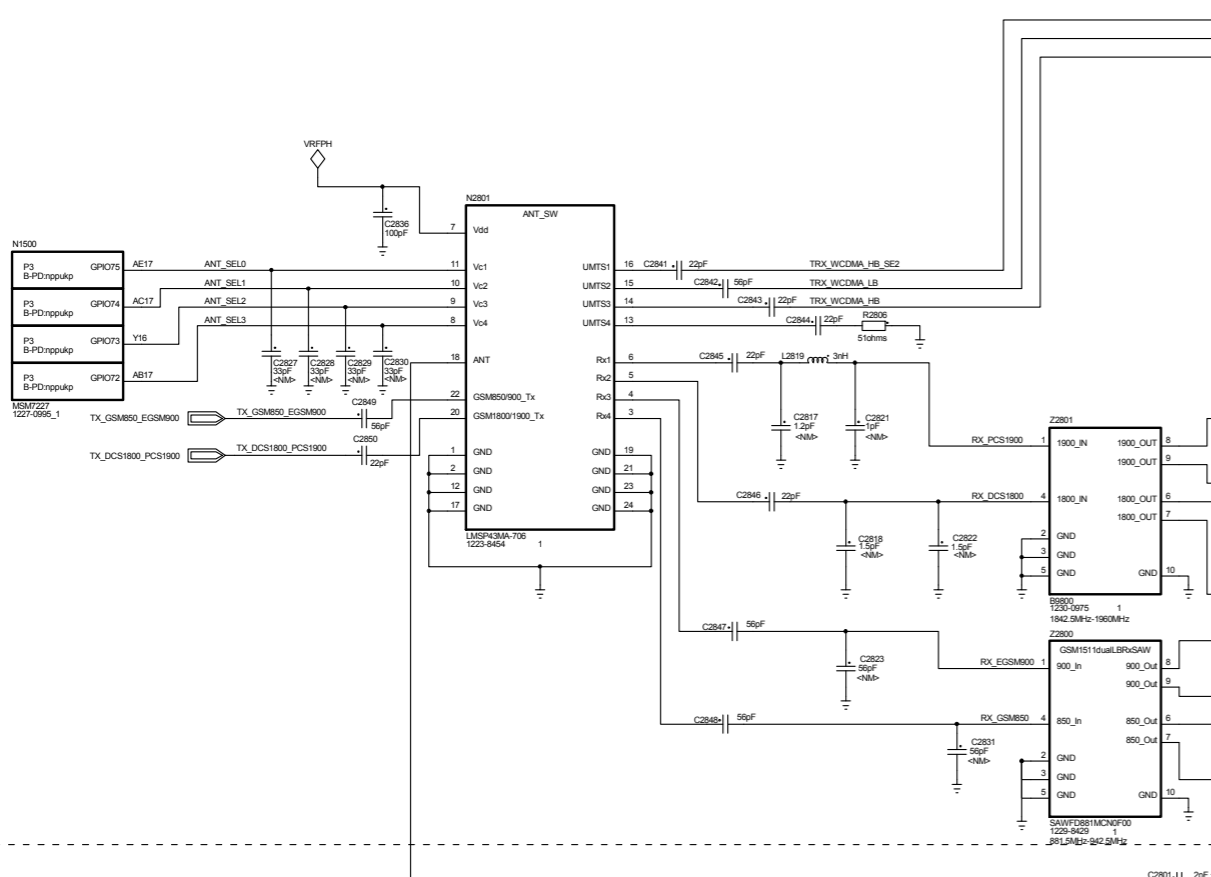 VRFPH
C2836
100pF
N2801
ANT_SW
7 Vdd
N1500
P3 GPIO75 AE17 ANT_SEL0 11 Vc1
B-PD:nppukp
P3 GPIO74 AC17 ANT_SEL1 10 Vc2
B-PD:nppukp
P3 GPIO73 Y16 ANT_SEL2 9 Vc3
B-PD:nppukp
P3 GPIO72 AB17 ANT_SEL3 8 Vc4
B-PD:nppukp
MSM7227
1227-0995_1
C2827
33pF
<NM>
C2828
33pF
<NM>
C2829
33pF
<NM>
C2830
33pF
<NM>
18 ANT
TX_GSM850_EGSM900 TX_GSM850_EGSM900 C2849 56pF 22 GSM850/900_Tx
TX_DCS1800_PCS1900 TX_DCS1800_PCS1900 C2850 22pF 20 GSM1800/1900_Tx
1 GND GND 19
2 GND GND 21
12 GND GND 23
17 GND GND 24
LMSP43MA-706
1223-8454 1
UMTS1 16 C2841 22pF TRX_WCDMA_HB_SE2
UMTS2 15 C2842 56pF TRX_WCDMA_LB
UMTS3 14 C2843 22pF TRX_WCDMA_HB
UMTS4 13 C2844 22pF R2806
51ohms
Rx1 6 C2845 22pF L2819 3nH
Rx2 5
Rx3 4
Rx4 3
C2817
1.2pF
<NM>
C2821
1pF
<NM>
RX_PCS1900
C2846 22pF RX_DCS1800
C2818
1.5pF
<NM>
C2822
1.5pF
<NM>
Z2801
1 1900_IN 1900_OUT 8
1900_OUT 9
4 1800_IN 1800_OUT 6
1800_OUT 7
2 GND
3 GND
5 GND GND 10
B9800
1230-0975 1
1842.5MHz-1960MHz
C2847 56pF
C2823
56pF
<NM>
RX_EGSM900
C2848 56pF RX_GSM850
C2831
56pF
<NM>
Z2800
GSM1511dualLBRxSAW
1 900_In 900_Out 8
900_Out 9
4 850_In 850_Out 6
850_Out 7
2 GND
3 GND
5 GND GND 10
SAWFD881MCN0F00
1229-8429 1
881.5MHz-942.5MHz
C2801 2pF